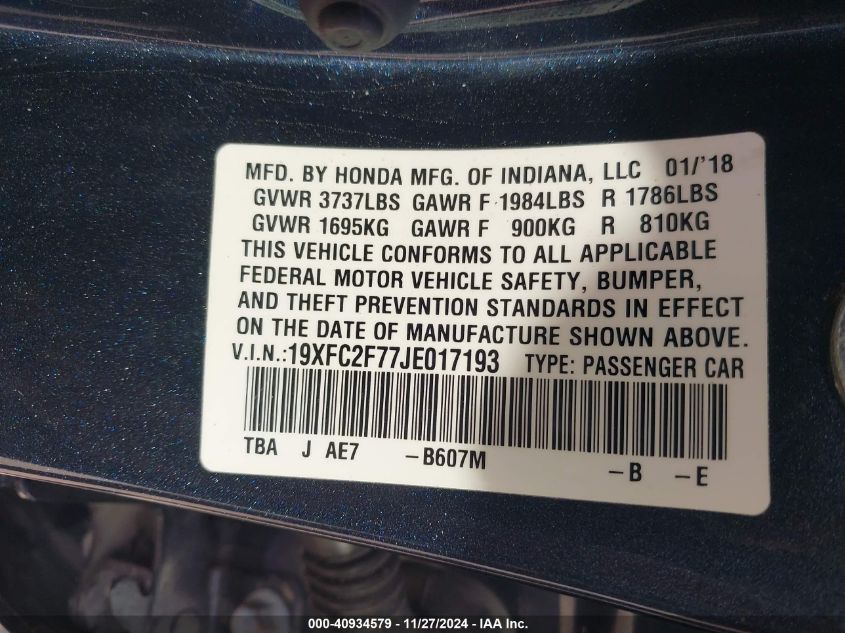 MFD. BY HONDA MFG. OF INDIANA, LLC 01/'18
GVWR 3737LBS GAWR F 1984LBS R 1786LBS
GVWR 1695KG GAWR F 900KG R 810KG
THIS VEHICLE CONFORMS TO ALL APPLICABLE
FEDERAL MOTOR VEHICLE SAFETY, BUMPER,
AND THEFT PREVENTION STANDARDS IN EFFECT
ON THE DATE OF MANUFACTURE SHOWN ABOVE.
V.I.N.:19XFC2F77JE017193 TYPE: PASSENGER CAR
TBA J AE7 -B607M -B -E
000-40934579 - 11/27/2024 - IAA Inc.